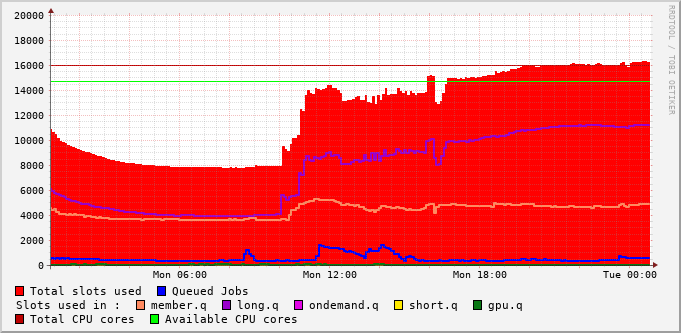 20000
18000
16000
14000
12000
10000
8000
6000
4000
2000
0
Mon 06:00 Mon 12:00 Mon 18:00 Tue 00:00
RRDTOOL / TOBI OETIKER
Total slots used Queued Jobs
Slots used in : member.q long.q ondemand.q short.q gpu.q
Total CPU cores Available CPU cores